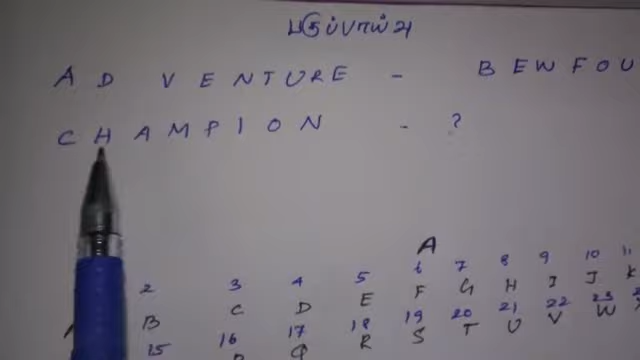 பகுப்பாய்வு
A D V E N T U R E - B E W F O U
C H A M P I O N - ?
A
2 3 4 5 6 7 8 9 10 11
B C D E F G H I J K
15 16 17 18 19 20 21 22 23
Q R S T U V W